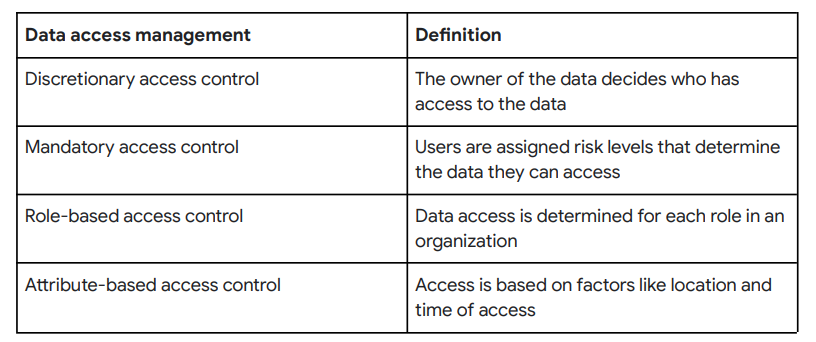 Data access management
Definition
Discretionary access control
The owner of the data decides who has
access to the data
Mandatory access control
Users are assigned risk levels that determine
the data they can access
Role-based access control
Data access is determined for each role in an
organization
Attribute-based access control
Access is based on factors like location and
time of access